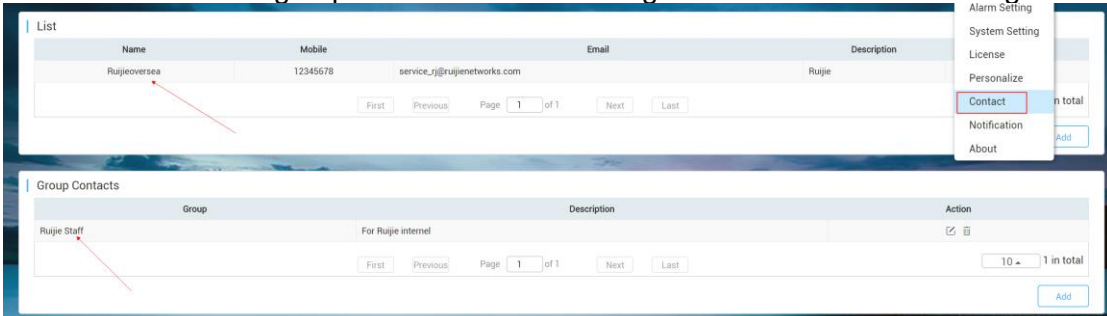 Alarm Setting
List
System Setting
Name Mobile Email Description
License
Ruijieoversea 12345678 service_rj@ruijienetworks.com Ruijie
Personalize
First Previous Page 1 of 1 Next Last
Contact
n total
Notification
Add
About
Group Contacts
Group Description Action
Ruijie Staff For Ruijie internel
First Previous Page 1 of 1 Next Last 10 1 in total
Add